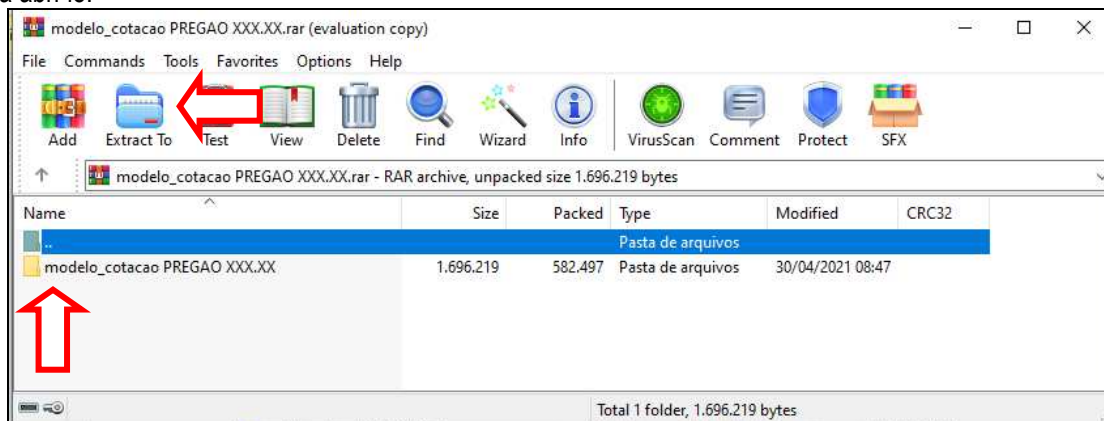 modelo_cotacao PREGAO XXX.XX.rar (evaluation copy)
File Commands Tools Favorites Options Help
Add Extract To Test View Delete Find Wizard Info VirusScan Comment Protect SFX
modelo_cotacao PREGAO XXX.XX.rar - RAR archive, unpacked size 1.696.219 bytes
Name Size Packed Type Modified CRC32
.. Pasta de arquivos
modelo_cotacao PREGAO XXX.XX 1.696.219 582.497 Pasta de arquivos 30/04/2021 08:47
Total 1 folder, 1.696.219 bytes